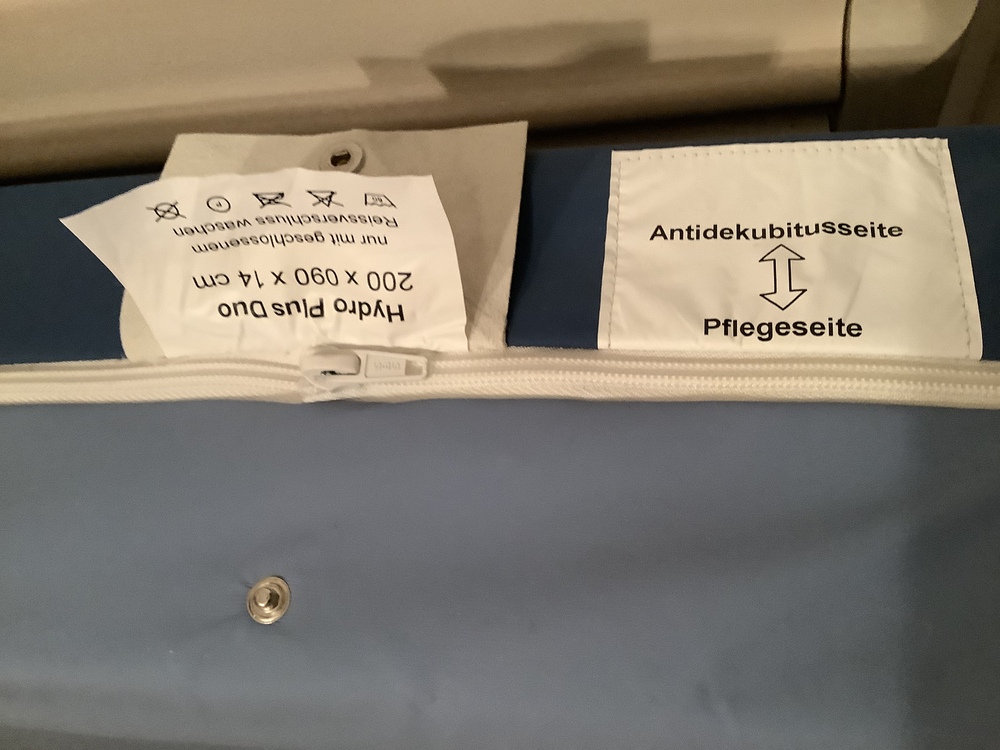 Hydro Plus Duo
200 x 090 x 14 cm
nur mit geschlossenem
Reissverschluss waschen
Antidekubitusseite
Pflegeseite